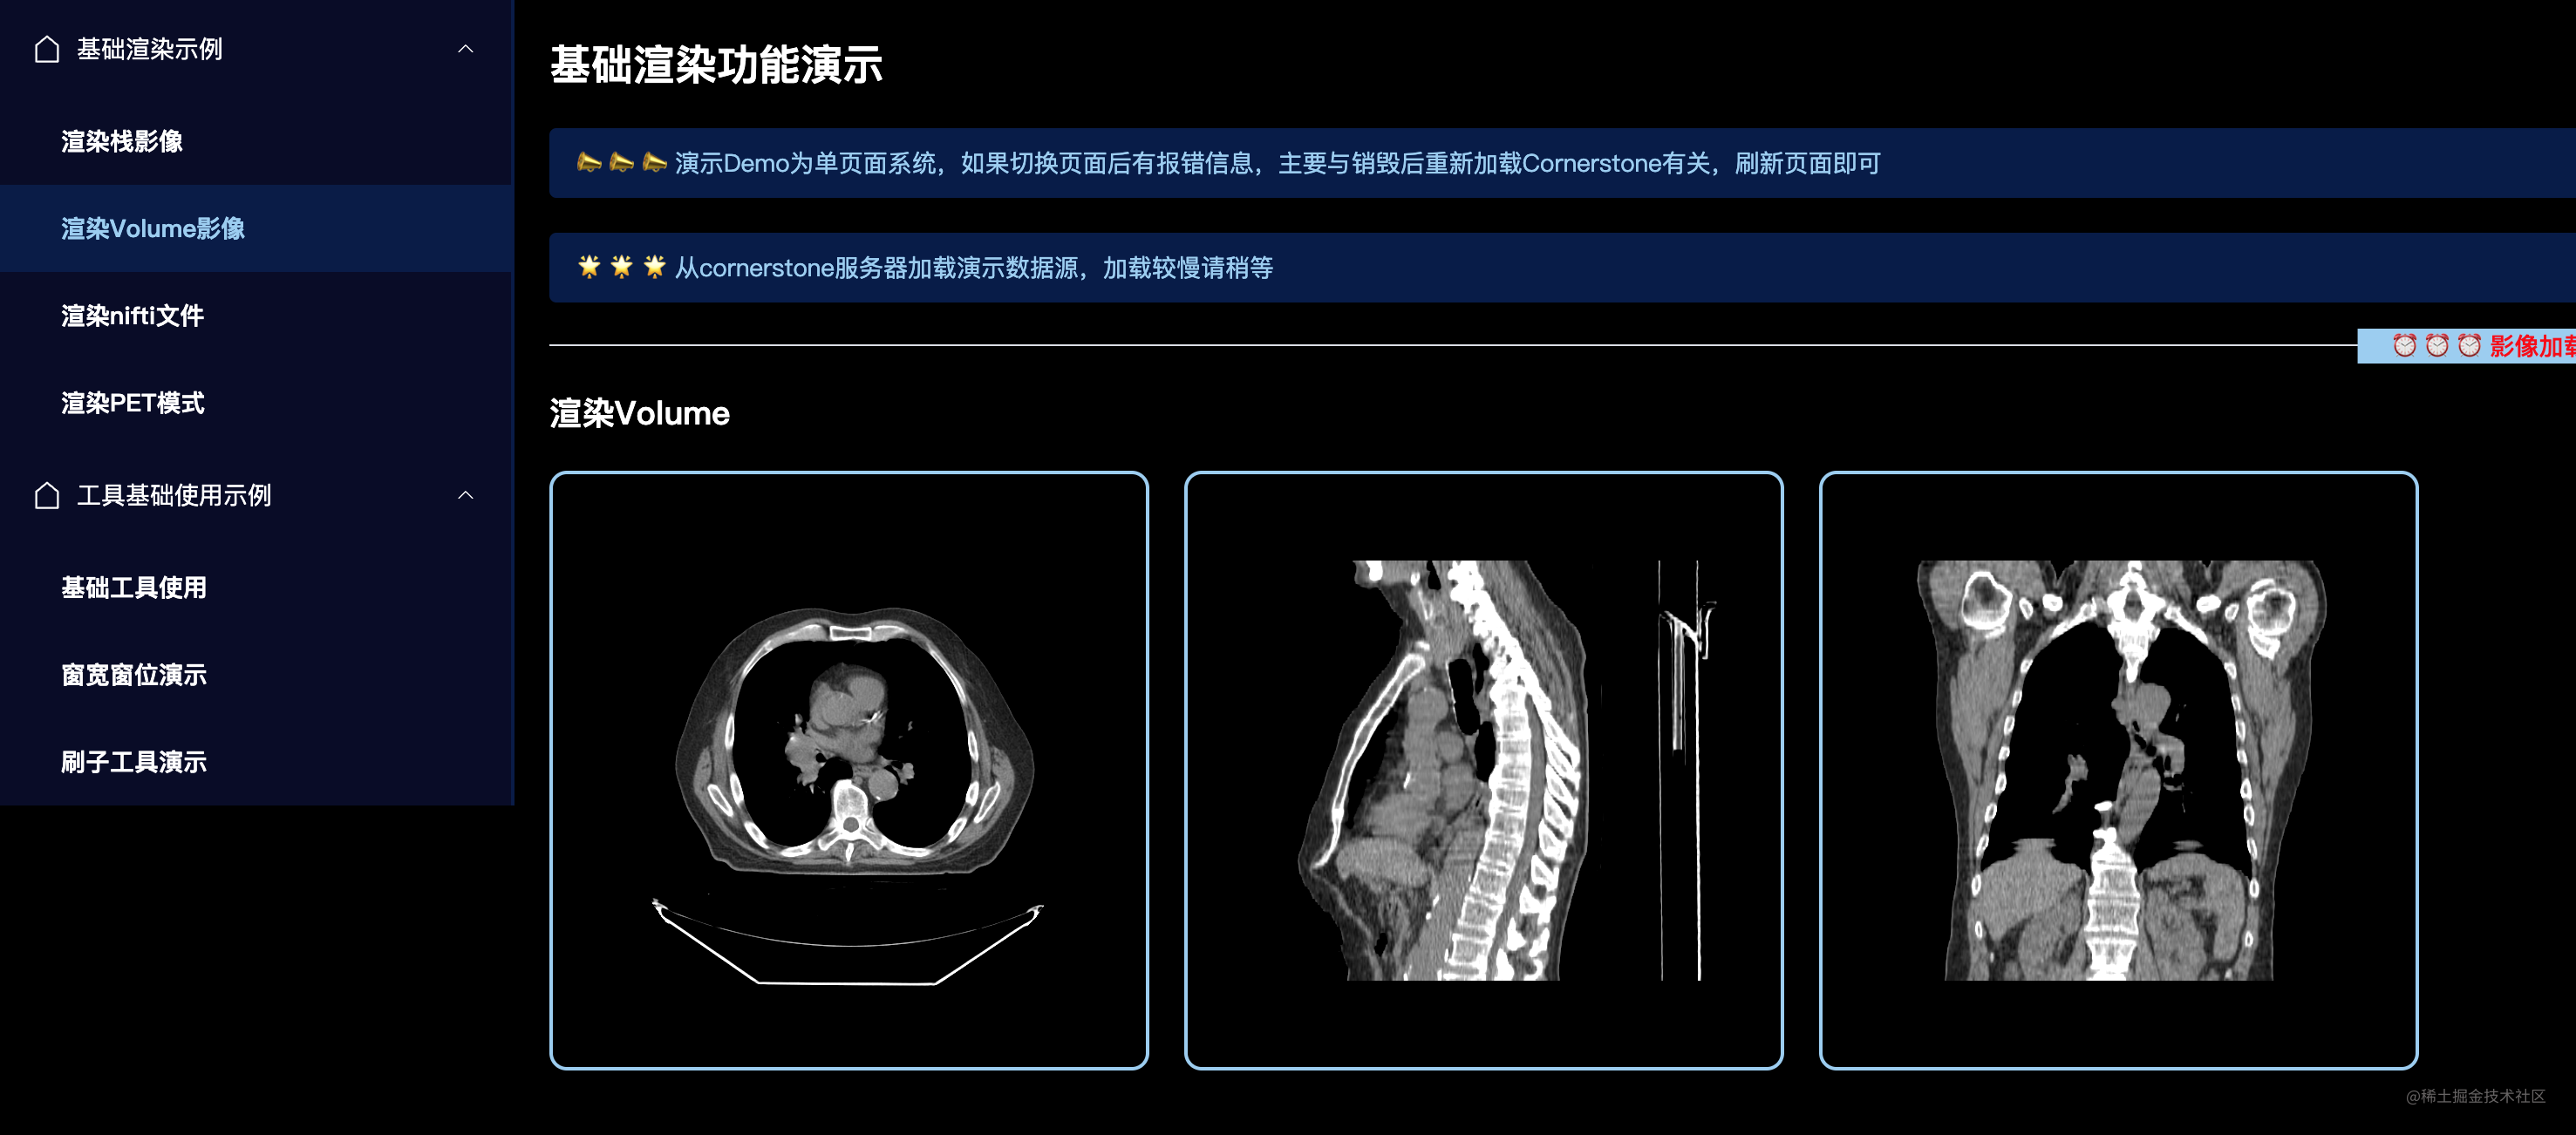 基础渲染示例
渲染栈影像
渲染Volume影像
渲染nifti文件
渲染PET模式
工具基础使用示例
基础工具使用
窗宽窗位演示
刷子工具演示
基础渲染功能演示
演示Demo为单页面系统，如果切换页面后有报错信息，主要与销毁后重新加载Cornerstone有关，刷新页面即可
从cornerstone服务器加载演示数据源，加载较慢请稍等
影像加载
渲染Volume
@稀土掘金技术社区